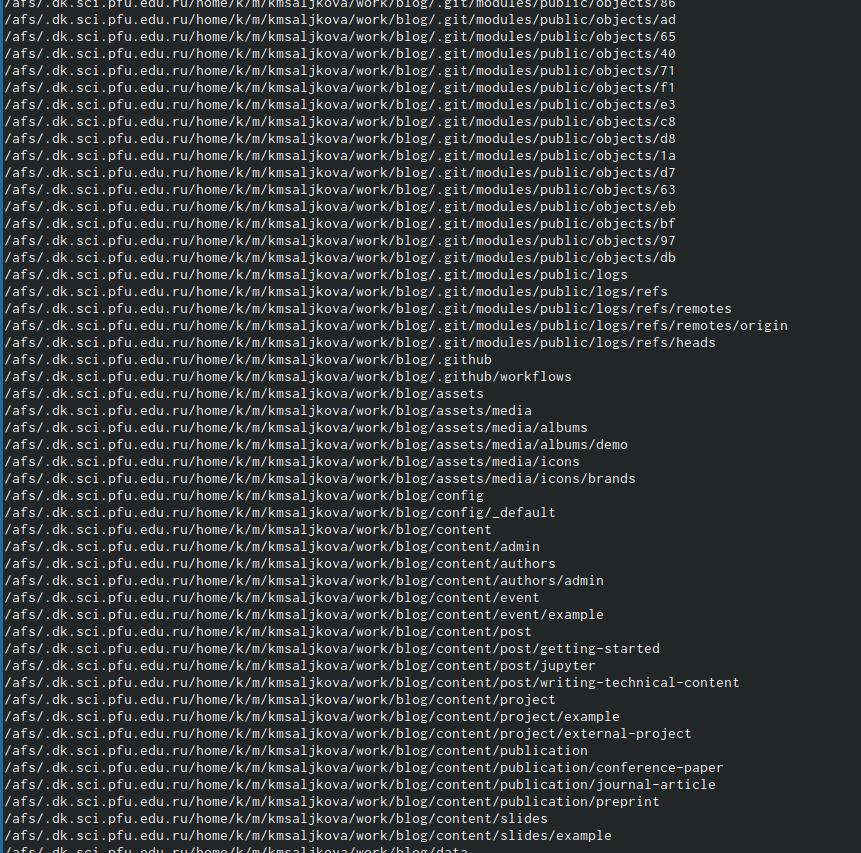 /afs/.dk.sci.pfu.edu.ru/home/k/m/kmsaljkova/work/blog/.git/modules/public/objects/86
/afs/.dk.sci.pfu.edu.ru/home/k/m/kmsaljkova/work/blog/.git/modules/public/objects/ad
/afs/.dk.sci.pfu.edu.ru/home/k/m/kmsaljkova/work/blog/.git/modules/public/objects/65
/afs/.dk.sci.pfu.edu.ru/home/k/m/kmsaljkova/work/blog/.git/modules/public/objects/40
/afs/.dk.sci.pfu.edu.ru/home/k/m/kmsaljkova/work/blog/.git/modules/public/objects/71
/afs/.dk.sci.pfu.edu.ru/home/k/m/kmsaljkova/work/blog/.git/modules/public/objects/f1
/afs/.dk.sci.pfu.edu.ru/home/k/m/kmsaljkova/work/blog/.git/modules/public/objects/e3
/afs/.dk.sci.pfu.edu.ru/home/k/m/kmsaljkova/work/blog/.git/modules/public/objects/c8
/afs/.dk.sci.pfu.edu.ru/home/k/m/kmsaljkova/work/blog/.git/modules/public/objects/d8
/afs/.dk.sci.pfu.edu.ru/home/k/m/kmsaljkova/work/blog/.git/modules/public/objects/1a
/afs/.dk.sci.pfu.edu.ru/home/k/m/kmsaljkova/work/blog/.git/modules/public/objects/d7
/afs/.dk.sci.pfu.edu.ru/home/k/m/kmsaljkova/work/blog/.git/modules/public/objects/63
/afs/.dk.sci.pfu.edu.ru/home/k/m/kmsaljkova/work/blog/.git/modules/public/objects/eb
/afs/.dk.sci.pfu.edu.ru/home/k/m/kmsaljkova/work/blog/.git/modules/public/objects/bf
/afs/.dk.sci.pfu.edu.ru/home/k/m/kmsaljkova/work/blog/.git/modules/public/objects/97
/afs/.dk.sci.pfu.edu.ru/home/k/m/kmsaljkova/work/blog/.git/modules/public/objects/db
/afs/.dk.sci.pfu.edu.ru/home/k/m/kmsaljkova/work/blog/.git/modules/public/logs
/afs/.dk.sci.pfu.edu.ru/home/k/m/kmsaljkova/work/blog/.git/modules/public/logs/refs
/afs/.dk.sci.pfu.edu.ru/home/k/m/kmsaljkova/work/blog/.git/modules/public/logs/refs/remotes
/afs/.dk.sci.pfu.edu.ru/home/k/m/kmsaljkova/work/blog/.git/modules/public/logs/refs/remotes/origin
/afs/.dk.sci.pfu.edu.ru/home/k/m/kmsaljkova/work/blog/.git/modules/public/logs/refs/heads
/afs/.dk.sci.pfu.edu.ru/home/k/m/kmsaljkova/work/blog/.github
/afs/.dk.sci.pfu.edu.ru/home/k/m/kmsaljkova/work/blog/.github/workflows
/afs/.dk.sci.pfu.edu.ru/home/k/m/kmsaljkova/work/blog/assets
/afs/.dk.sci.pfu.edu.ru/home/k/m/kmsaljkova/work/blog/assets/media
/afs/.dk.sci.pfu.edu.ru/home/k/m/kmsaljkova/work/blog/assets/media/albums
/afs/.dk.sci.pfu.edu.ru/home/k/m/kmsaljkova/work/blog/assets/media/albums/demo
/afs/.dk.sci.pfu.edu.ru/home/k/m/kmsaljkova/work/blog/assets/media/icons
/afs/.dk.sci.pfu.edu.ru/home/k/m/kmsaljkova/work/blog/assets/media/icons/brands
/afs/.dk.sci.pfu.edu.ru/home/k/m/kmsaljkova/work/blog/config
/afs/.dk.sci.pfu.edu.ru/home/k/m/kmsaljkova/work/blog/config/_default
/afs/.dk.sci.pfu.edu.ru/home/k/m/kmsaljkova/work/blog/content
/afs/.dk.sci.pfu.edu.ru/home/k/m/kmsaljkova/work/blog/content/admin
/afs/.dk.sci.pfu.edu.ru/home/k/m/kmsaljkova/work/blog/content/authors
/afs/.dk.sci.pfu.edu.ru/home/k/m/kmsaljkova/work/blog/content/authors/admin
/afs/.dk.sci.pfu.edu.ru/home/k/m/kmsaljkova/work/blog/content/event
/afs/.dk.sci.pfu.edu.ru/home/k/m/kmsaljkova/work/blog/content/event/example
/afs/.dk.sci.pfu.edu.ru/home/k/m/kmsaljkova/work/blog/content/post
/afs/.dk.sci.pfu.edu.ru/home/k/m/kmsaljkova/work/blog/content/post/getting-started
/afs/.dk.sci.pfu.edu.ru/home/k/m/kmsaljkova/work/blog/content/post/jupyter
/afs/.dk.sci.pfu.edu.ru/home/k/m/kmsaljkova/work/blog/content/post/writing-technical-content
/afs/.dk.sci.pfu.edu.ru/home/k/m/kmsaljkova/work/blog/content/project
/afs/.dk.sci.pfu.edu.ru/home/k/m/kmsaljkova/work/blog/content/project/example
/afs/.dk.sci.pfu.edu.ru/home/k/m/kmsaljkova/work/blog/content/project/external-project
/afs/.dk.sci.pfu.edu.ru/home/k/m/kmsaljkova/work/blog/content/publication
/afs/.dk.sci.pfu.edu.ru/home/k/m/kmsaljkova/work/blog/content/publication/conference-paper
/afs/.dk.sci.pfu.edu.ru/home/k/m/kmsaljkova/work/blog/content/publication/journal-article
/afs/.dk.sci.pfu.edu.ru/home/k/m/kmsaljkova/work/blog/content/publication/preprint
/afs/.dk.sci.pfu.edu.ru/home/k/m/kmsaljkova/work/blog/content/slides
/afs/.dk.sci.pfu.edu.ru/home/k/m/kmsaljkova/work/blog/content/slides/example
/afs/.dk.sci.pfu.edu.ru/home/k/m/kmsaljkova/work/blog/data